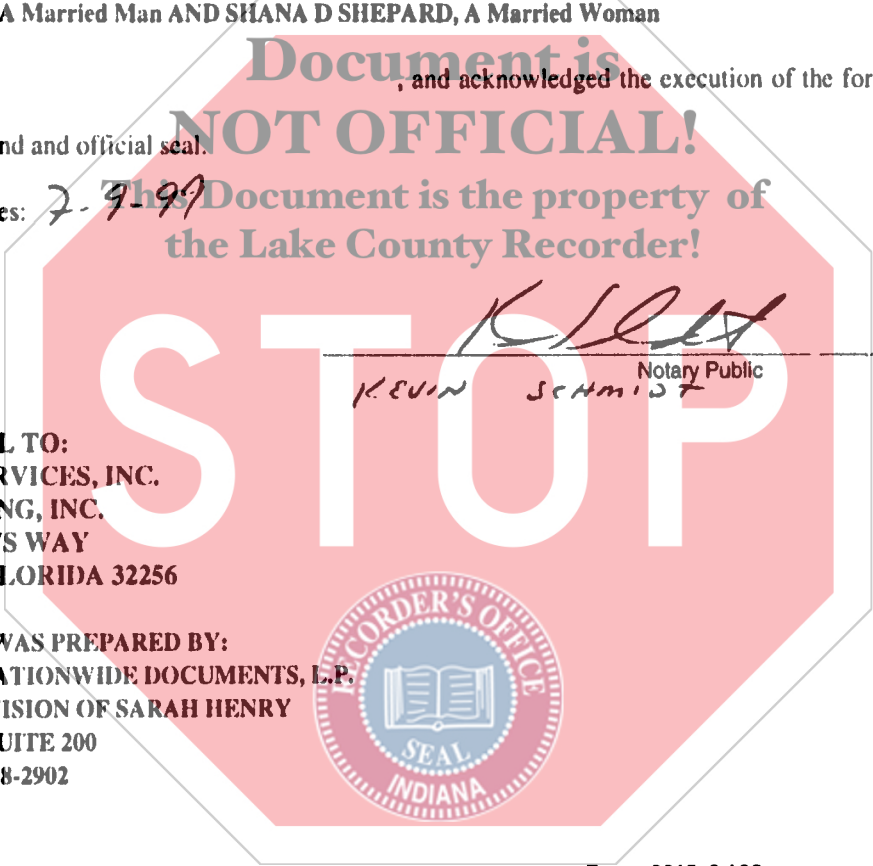 A Married Man AND SHANA D SHEPARD, A Married Woman
Document is
, and acknowledged the execution of the for
NOT OFFICIAL!
nd and official seal.
This Document is the property of
es: 7-9-97
the Lake County Recorder!
STOP
Notary Public
KEVIN SCHMIDT
L TO:
RVICES, INC.
NG, INC.
'S WAY
LORIDA 32256
RECORDER'S OFFICE
WAS PREPARED BY:
ATIONWIDE DOCUMENTS, L.P.
ISION OF SARAH HENRY
UITE 200
8-2902
SEAL
INDIANA